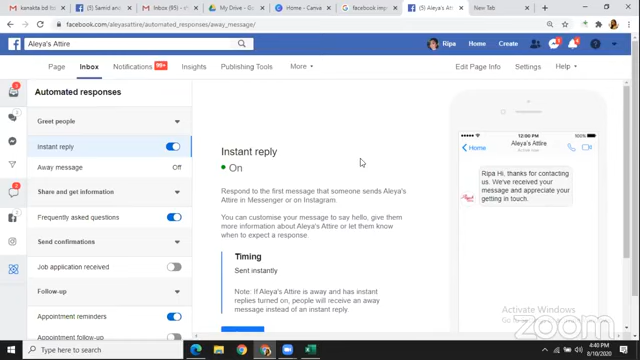 kanakta.bd b
Samid and
Inbox (95) - m
My Drive - G
Home - Canva
facebook imp
Aleya's Attire
New Tab
facebook.com/aleyasattire/automated_responses/away_message/
Aleya's Attire
Ripa Home Create
Page Inbox Notifications 99+ Insights Publishing Tools More Edit Page Info Settings Help
Automated responses
Greet people
Instant reply
Away message Off
Share and get information
Frequently asked questions
Send confirmations
Job application received
Follow-up
Appointment reminders
Appointment follow-up
Instant reply
On
Respond to the first message that someone sends Aleya's
Attire in Messenger or on Instagram.
You can customise your message to say hello, give them
more information about Aleya's Attire or let them know
when to expect a response.
Timing
Sent instantly
Note: If Aleya's Attire is away and has instant
replies turned on, people will receive an away
message instead of an instant reply.
12:00 PM 100%
Home Aleya's Attire
Ripa Hi, thanks for contacting
us. We've received your
message and appreciate your
getting in touch.
Activate Windows
zoom
Type here to search
4:40 PM
8/10/2020